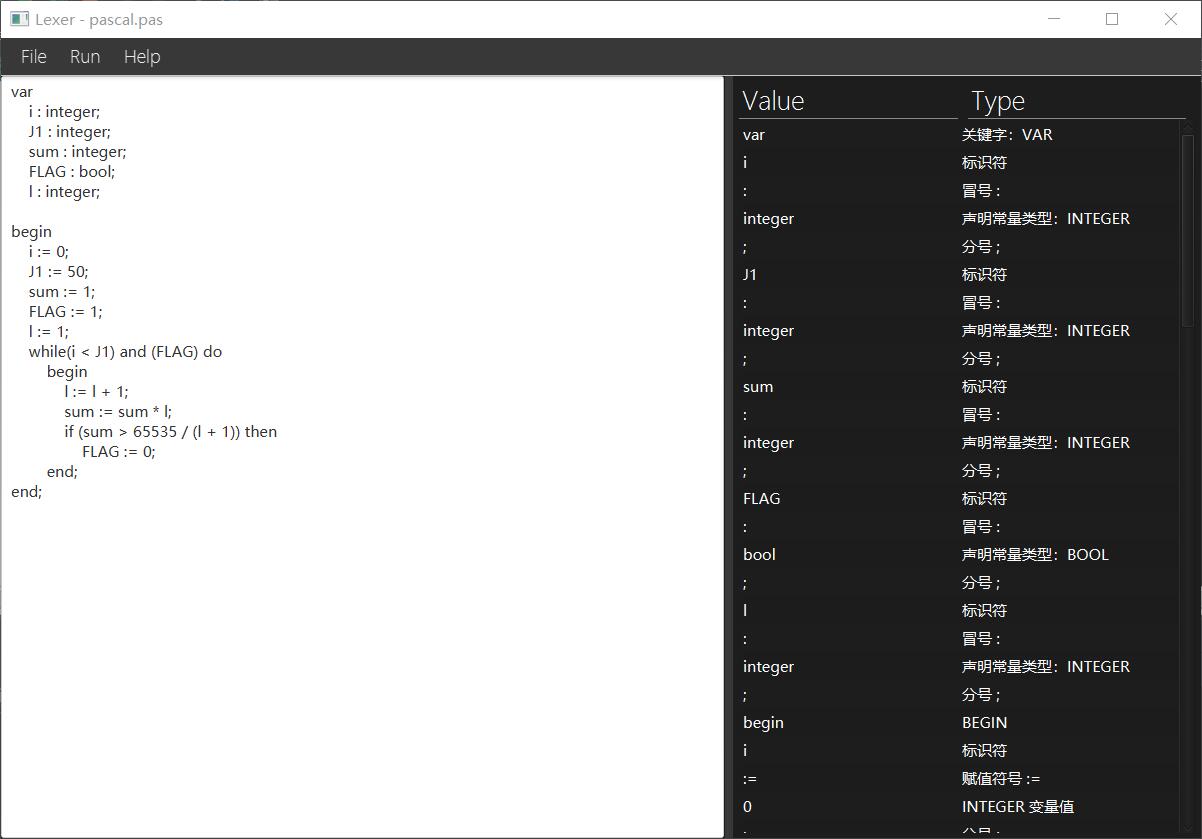 Lexer - pascal.pas
File Run Help
var
i : integer;
J1 : integer;
sum : integer;
FLAG : bool;
l : integer;
begin
i := 0;
J1 := 50;
sum := 1;
FLAG := 1;
l := 1;
while(i < J1) and (FLAG) do
begin
l := l + 1;
sum := sum * l;
if (sum > 65535 / (l + 1)) then
FLAG := 0;
end;
end;
Value Type
var 关键字：VAR
i 标识符
: 冒号 :
integer 声明常量类型：INTEGER
; 分号 ;
J1 标识符
: 冒号 :
integer 声明常量类型：INTEGER
; 分号 ;
sum 标识符
: 冒号 :
integer 声明常量类型：INTEGER
; 分号 ;
FLAG 标识符
: 冒号 :
bool 声明常量类型：BOOL
; 分号 ;
l 标识符
: 冒号 :
integer 声明常量类型：INTEGER
; 分号 ;
begin BEGIN
i 标识符
:= 赋值符号 :=
0 INTEGER 变量值
; 分号 ;